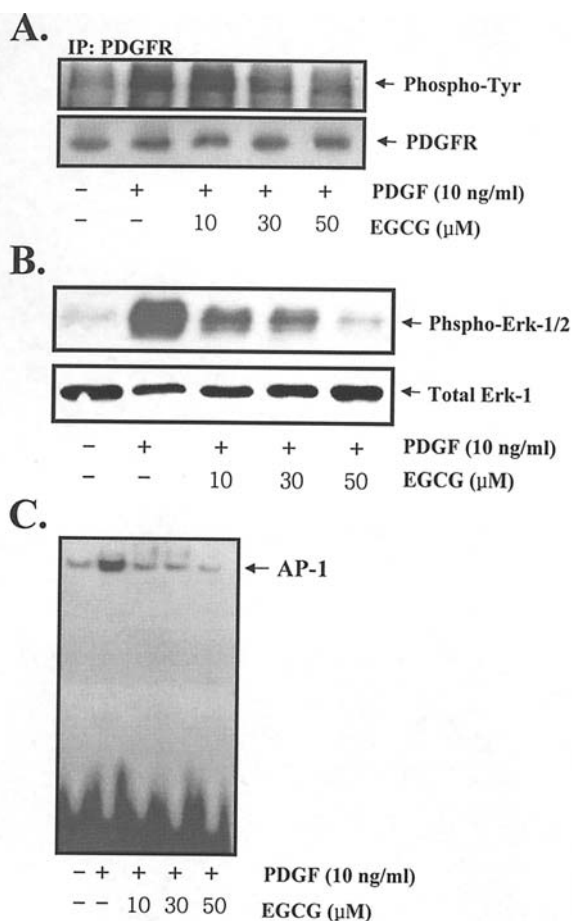 A.
IP: PDGFR
← Phospho-Tyr
← PDGFR
− + + + + PDGF (10 ng/ml)
− − 10 30 50 EGCG (µM)
B.
← Phspho-Erk-1/2
← Total Erk-1
− + + + + PDGF (10 ng/ml)
− − 10 30 50 EGCG (µM)
C.
← AP-1
− + + + + PDGF (10 ng/ml)
− − 10 30 50 EGCG (µM)